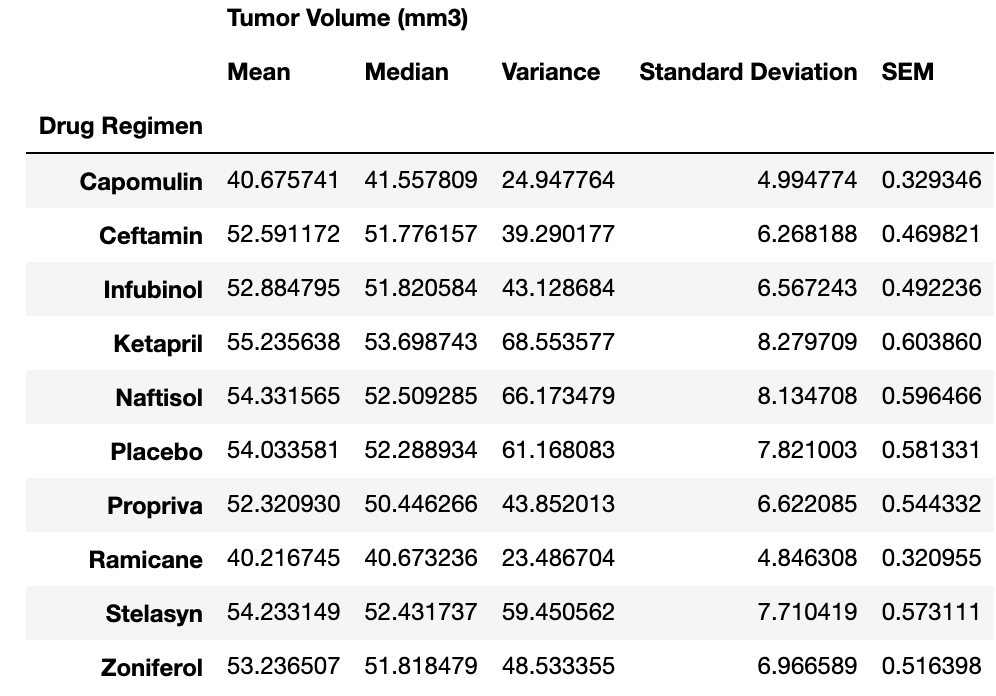 Tumor Volume (mm3)
Mean Median Variance Standard Deviation SEM
Drug Regimen
Capomulin 40.675741 41.557809 24.947764 4.994774 0.329346
Ceftamin 52.591172 51.776157 39.290177 6.268188 0.469821
Infubinol 52.884795 51.820584 43.128684 6.567243 0.492236
Ketapril 55.235638 53.698743 68.553577 8.279709 0.603860
Naftisol 54.331565 52.509285 66.173479 8.134708 0.596466
Placebo 54.033581 52.288934 61.168083 7.821003 0.581331
Propriva 52.320930 50.446266 43.852013 6.622085 0.544332
Ramicane 40.216745 40.673236 23.486704 4.846308 0.320955
Stelasyn 54.233149 52.431737 59.450562 7.710419 0.573111
Zoniferol 53.236507 51.818479 48.533355 6.966589 0.516398